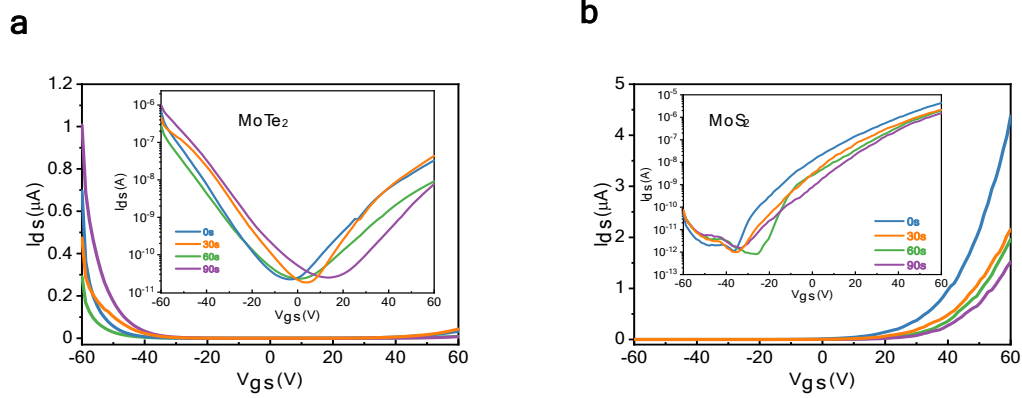 a
b
1.2
1
0.8
0.6
0.4
0.2
0
-60
-40
-20
0
20
40
60
Ids(μA)
Vgs(V)
MoTe2
10-6
10-7
10-8
10-9
10-10
10-11
-60
-40
-20
0
20
40
60
Ids(A)
Vgs(V)
0s
30s
60s
90s
5
4
3
2
1
0
-60
-40
-20
0
20
40
60
Ids(μA)
Vgs(V)
MoS2
10-5
10-6
10-7
10-8
10-9
10-10
10-11
10-12
10-13
-60
-40
-20
0
20
40
60
Ids(A)
Vgs(V)
0s
30s
60s
90s